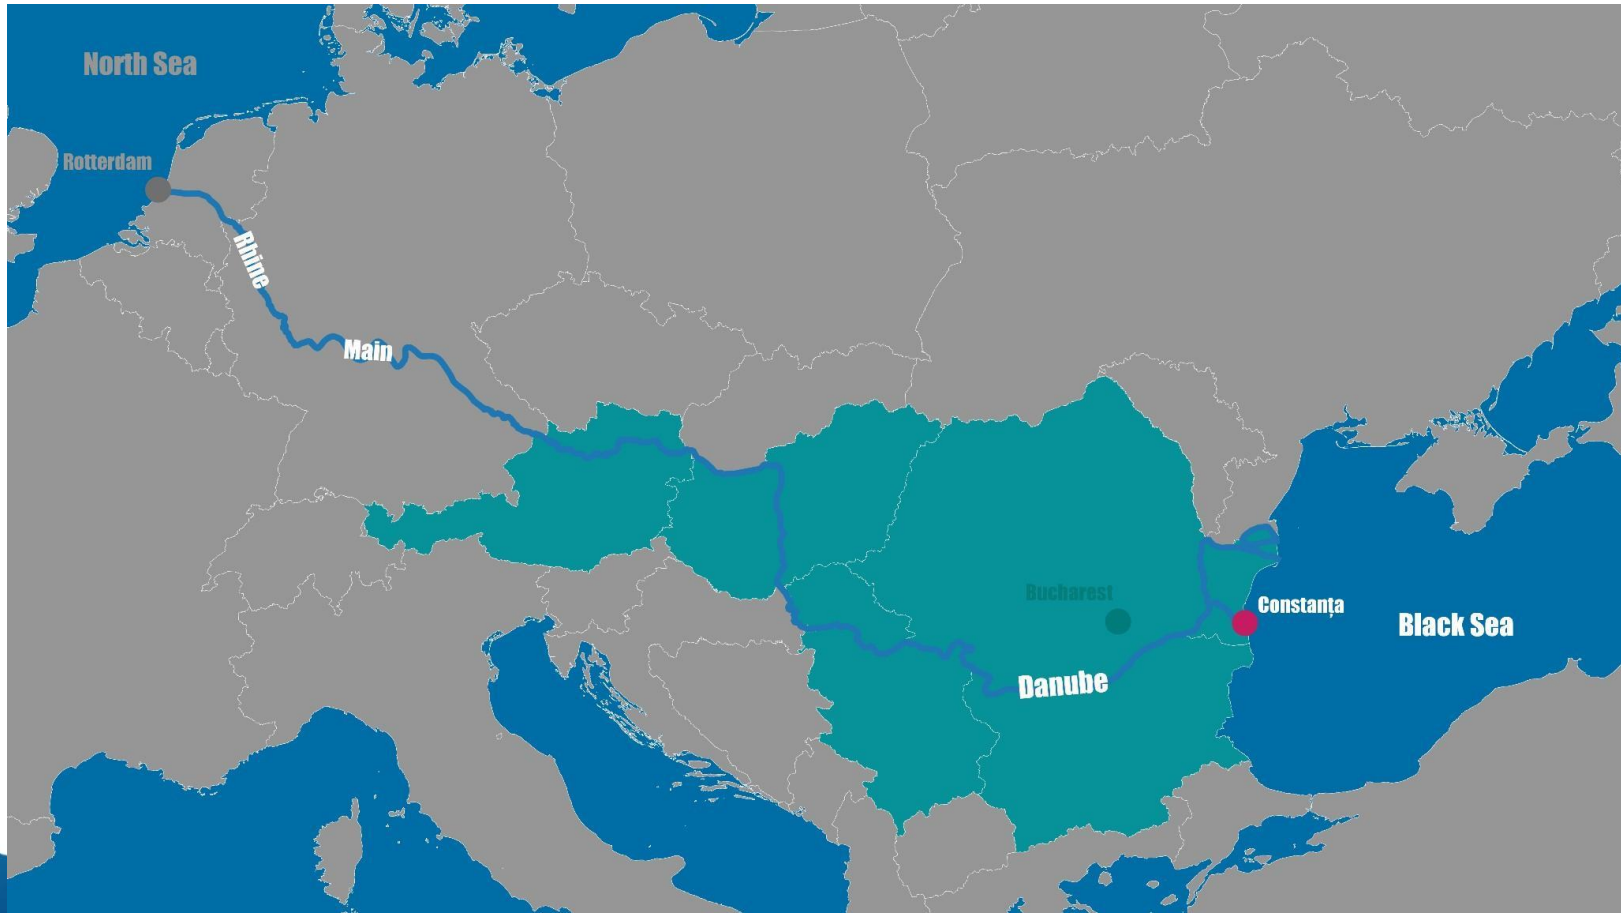 North Sea
Rotterdam
Rhine
Main
Bucharest
Constanța
Black Sea
Danube